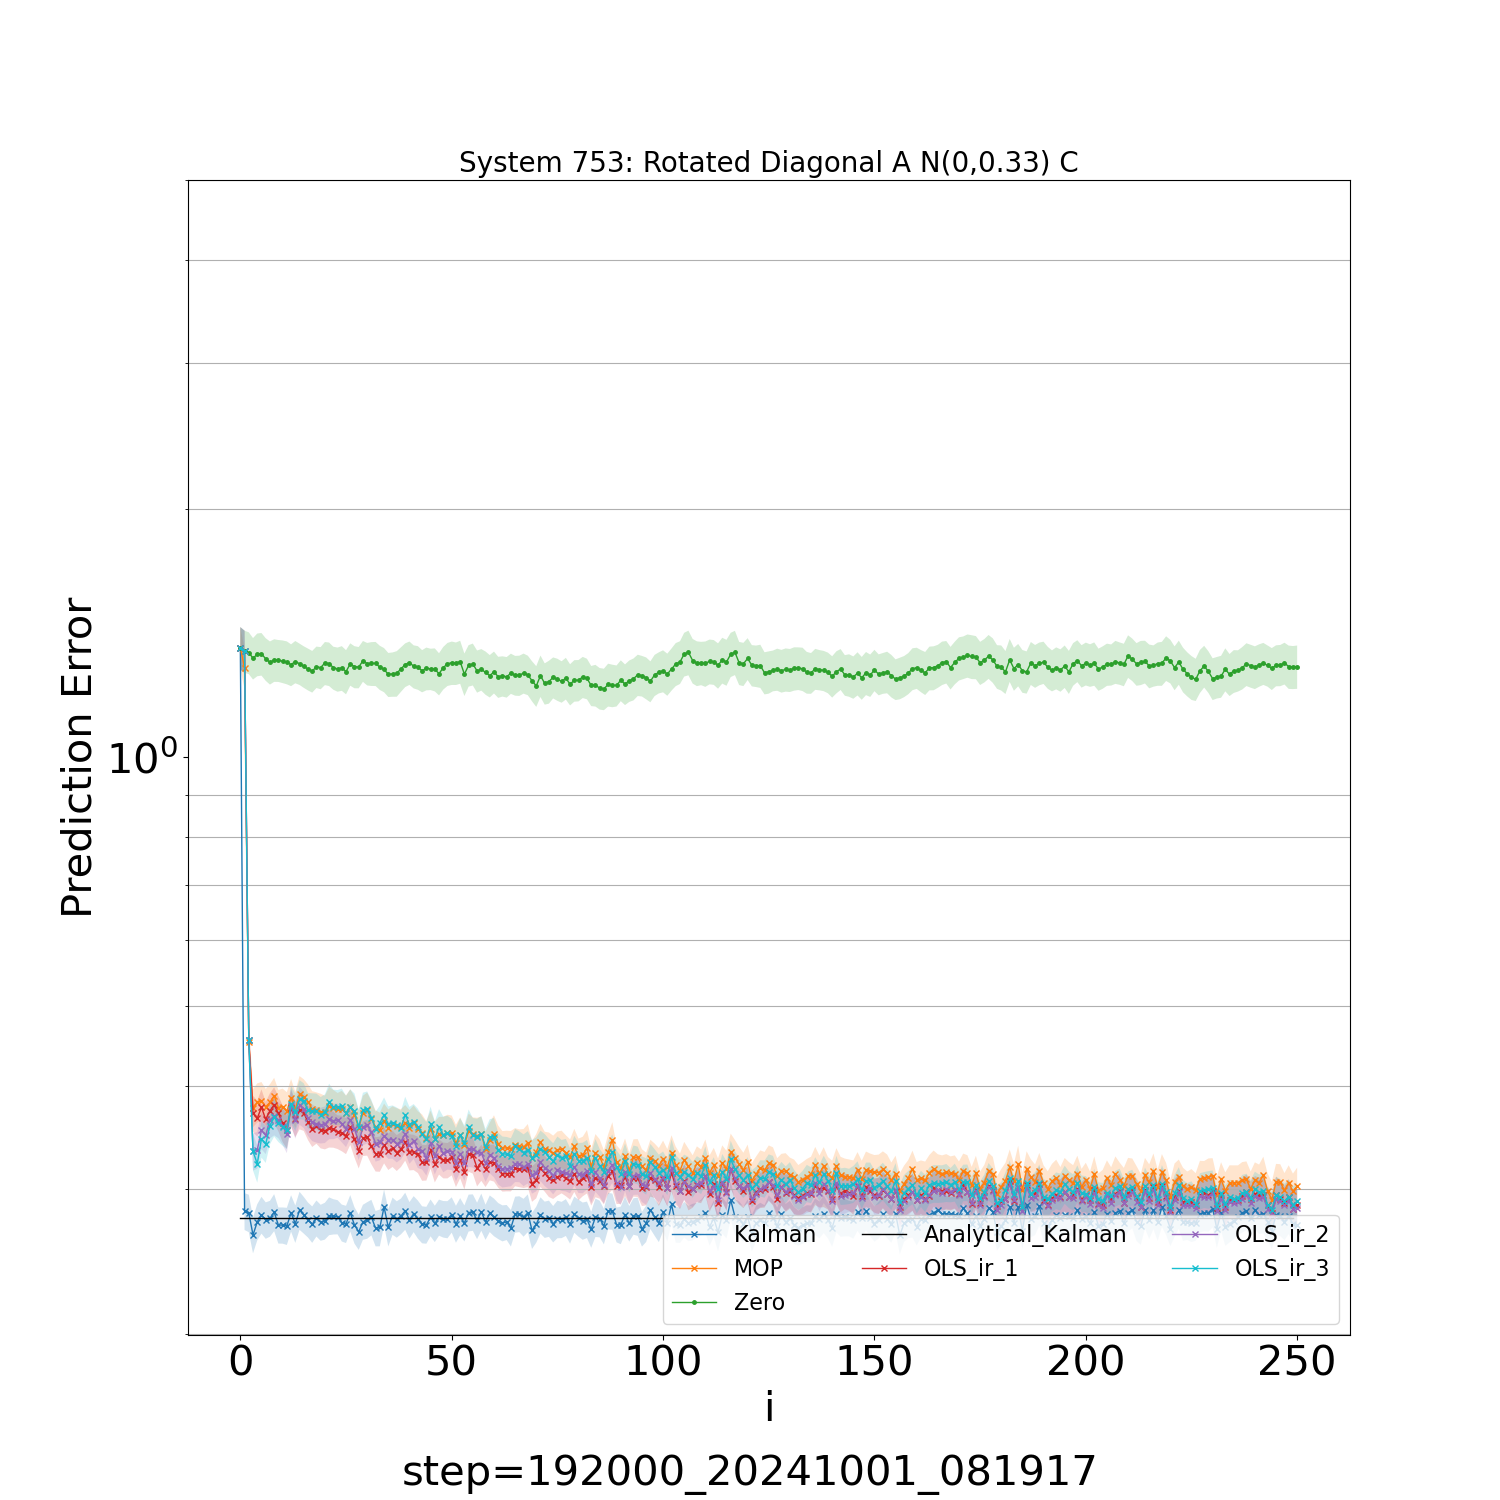 System 753: Rotated Diagonal A N(0,0.33) C
Prediction Error
10⁰
Kalman
MOP
Zero
Analytical_Kalman
OLS_ir_1
OLS_ir_2
OLS_ir_3
0 50 100 150 200 250
i
step=192000_20241001_081917